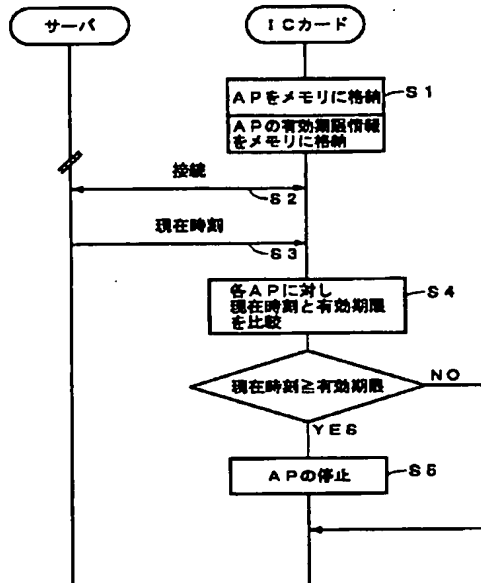 サーバ
ICカード
APをメモリに格納
S1
APの有効期限情報
をメモリに格納
接続
S2
現在時刻
S3
各APに対し
現在時刻と有効期限
を比較
S4
現在時刻≧有効期限
NO
YES
APの停止
S5